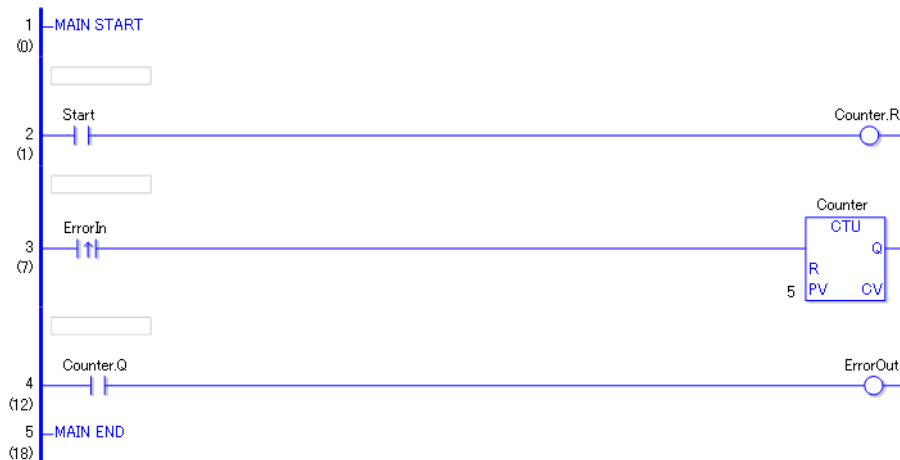 1 MAIN START
(0)
Start Counter.R
2
(1)
Counter
ErrorIn CTU
3 Q
(7)
R
5 PV CV
Counter.Q ErrorOut
4
(12)
5 MAIN END
(18)